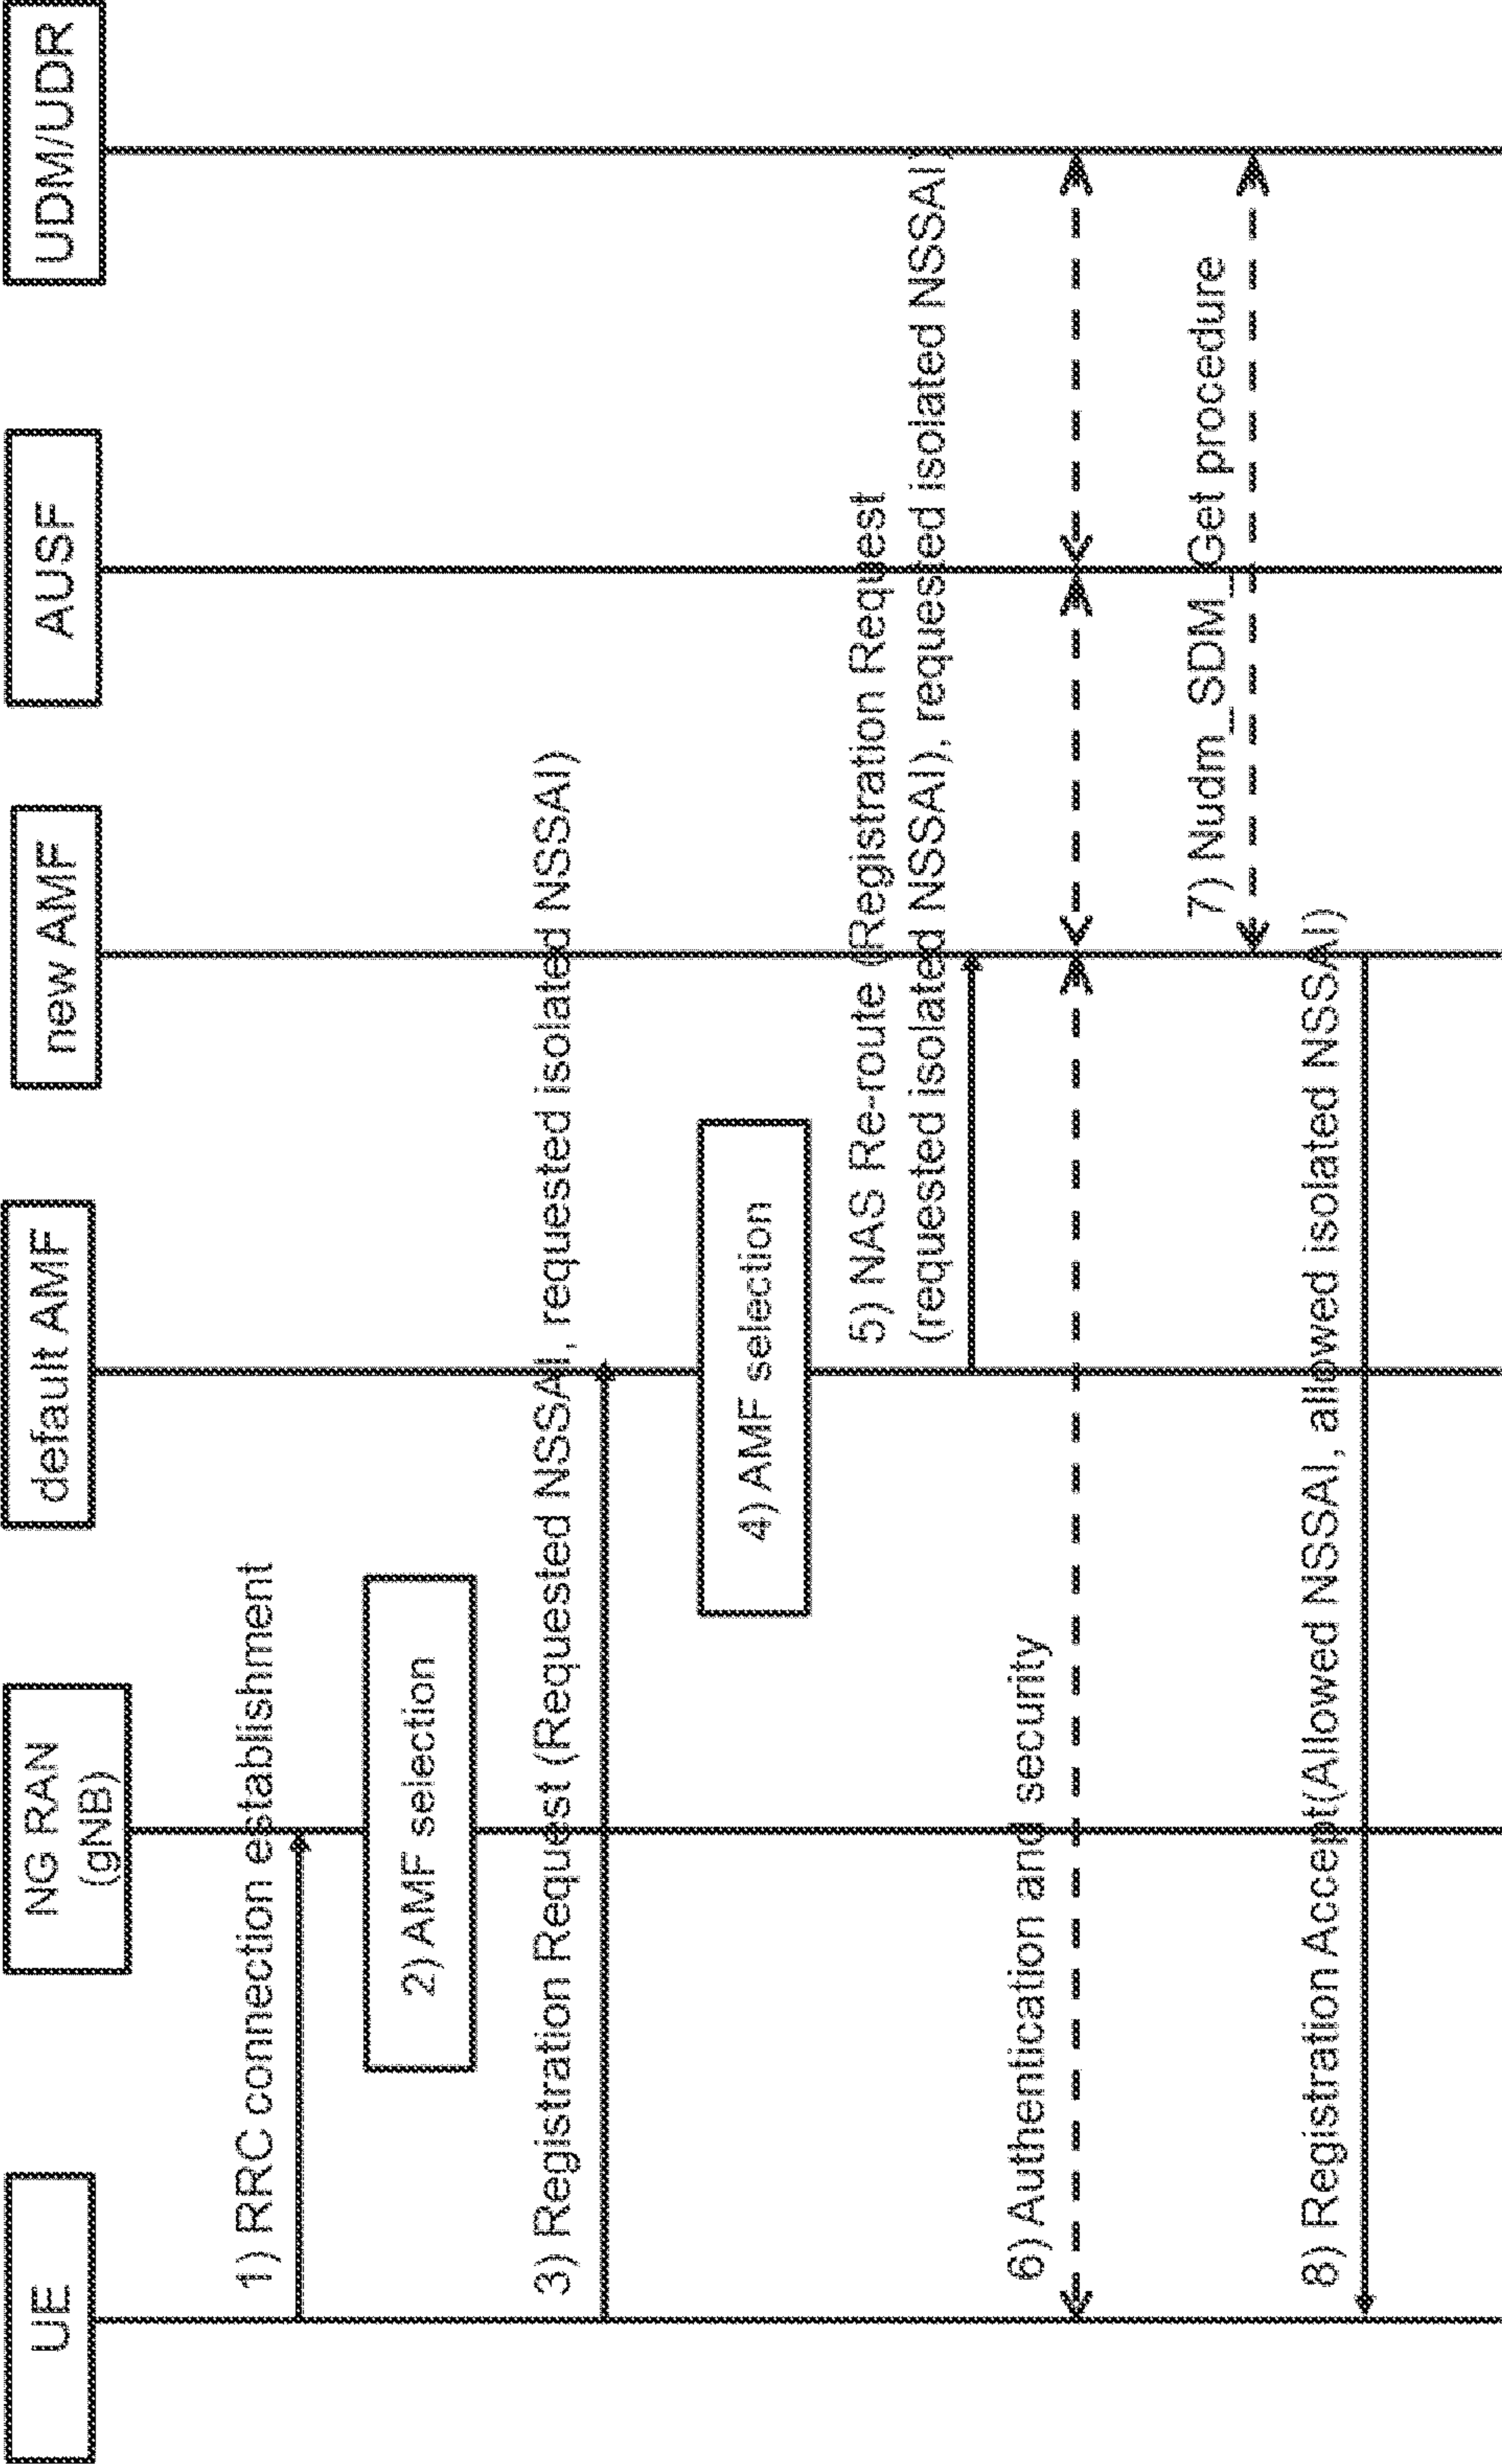 UE
NG RAN
(gNB)
default AMF
new AMF
AUSF
UDM/UDR
1) RRC connection establishment
2) AMF selection
3) Registration Request (Requested NSSAI, requested isolated NSSAI)
4) AMF selection
5) NAS Re-route (Registration Request
(requested isolated NSSAI), requested isolated NSSAI)
6) Authentication and security
7) Nudm_SDM_Get procedure
8) Registration Accept(Allowed NSSAI, allowed isolated NSSAI)